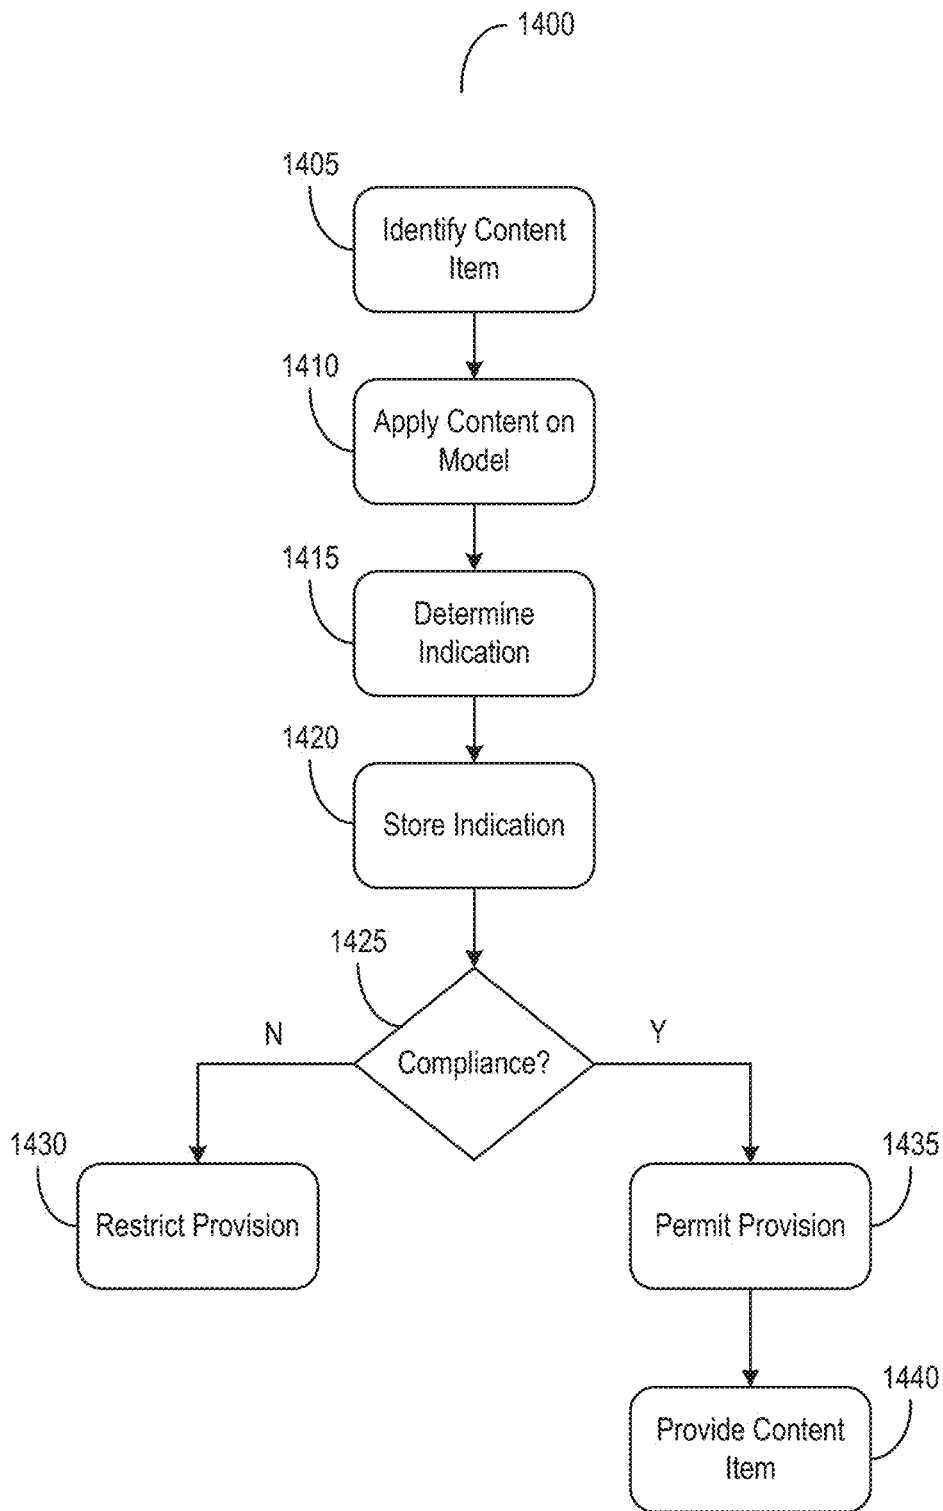 1400
1405
Identify Content
Item
1410
Apply Content on
Model
1415
Determine
Indication
1420
Store Indication
1425
Compliance?
N
Y
1430
Restrict Provision
1435
Permit Provision
1440
Provide Content
Item